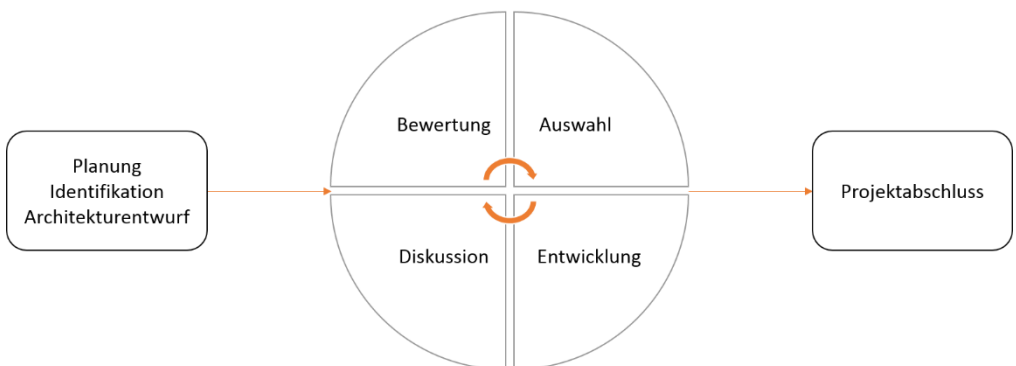 Planung
Identifikation
Architekturentwurf
Bewertung
Auswahl
Diskussion
Entwicklung
Projektabschluss